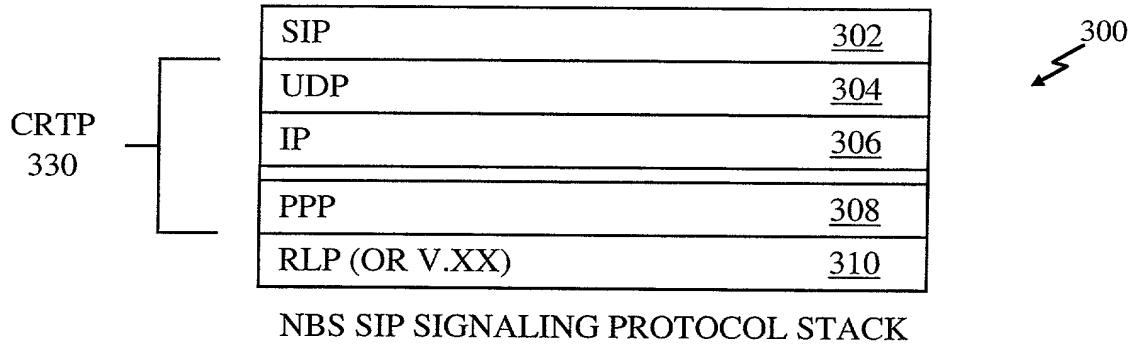 SIP 302
300
UDP 304
CRTP
330
IP 306
PPP 308
RLP (OR V.XX) 310
NBS SIP SIGNALING PROTOCOL STACK